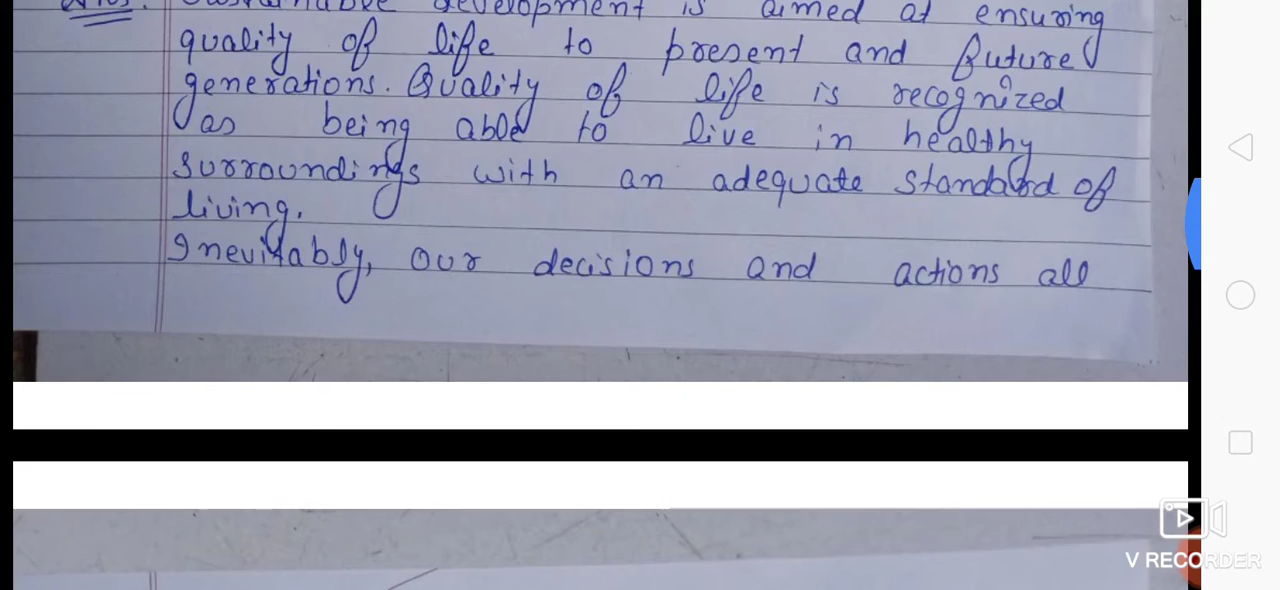 Ans. Sustainable development is aimed at ensuring
quality of life to present and future
generations. Quality of life is recognized
as being able to live in healthy
surroundings with an adequate standard of
living.
Inevitably, our decisions and actions all
V RECORDER